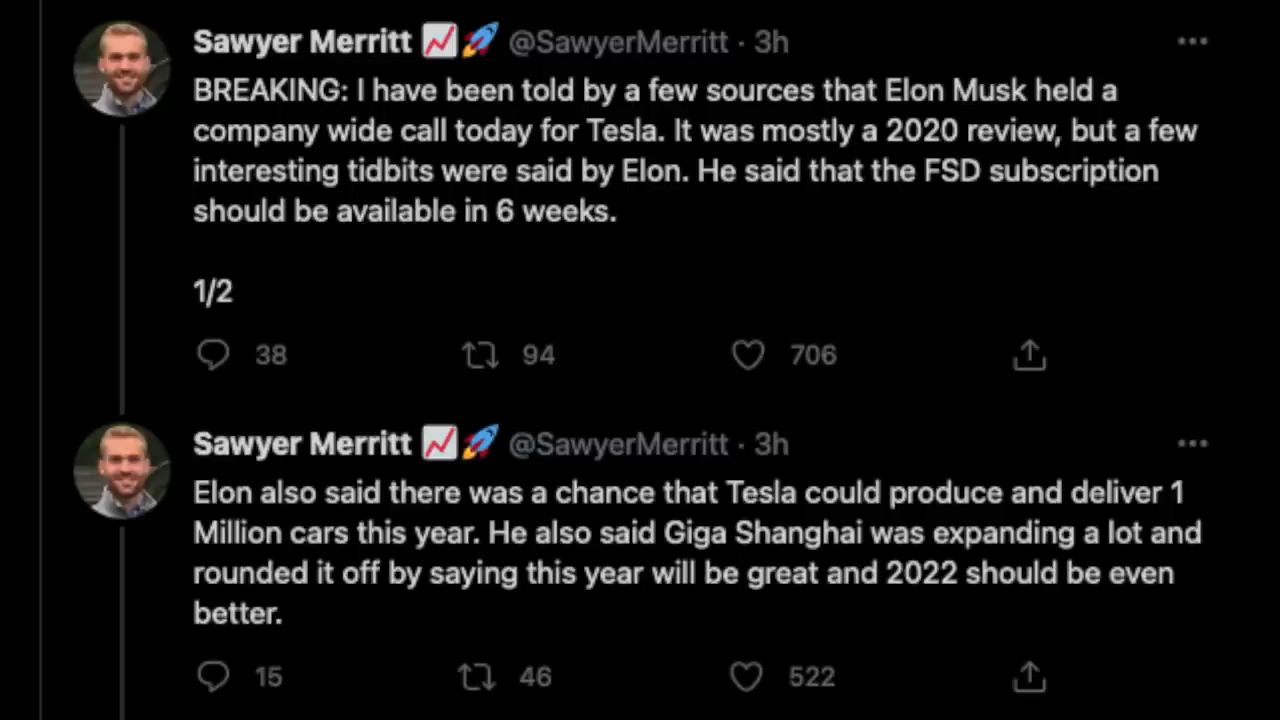 Sawyer Merritt 📈🚀 @SawyerMerritt · 3h
BREAKING: I have been told by a few sources that Elon Musk held a
company wide call today for Tesla. It was mostly a 2020 review, but a few
interesting tidbits were said by Elon. He said that the FSD subscription
should be available in 6 weeks.
1/2
38 94 706
Sawyer Merritt 📈🚀 @SawyerMerritt · 3h
Elon also said there was a chance that Tesla could produce and deliver 1
Million cars this year. He also said Giga Shanghai was expanding a lot and
rounded it off by saying this year will be great and 2022 should be even
better.
15 46 522